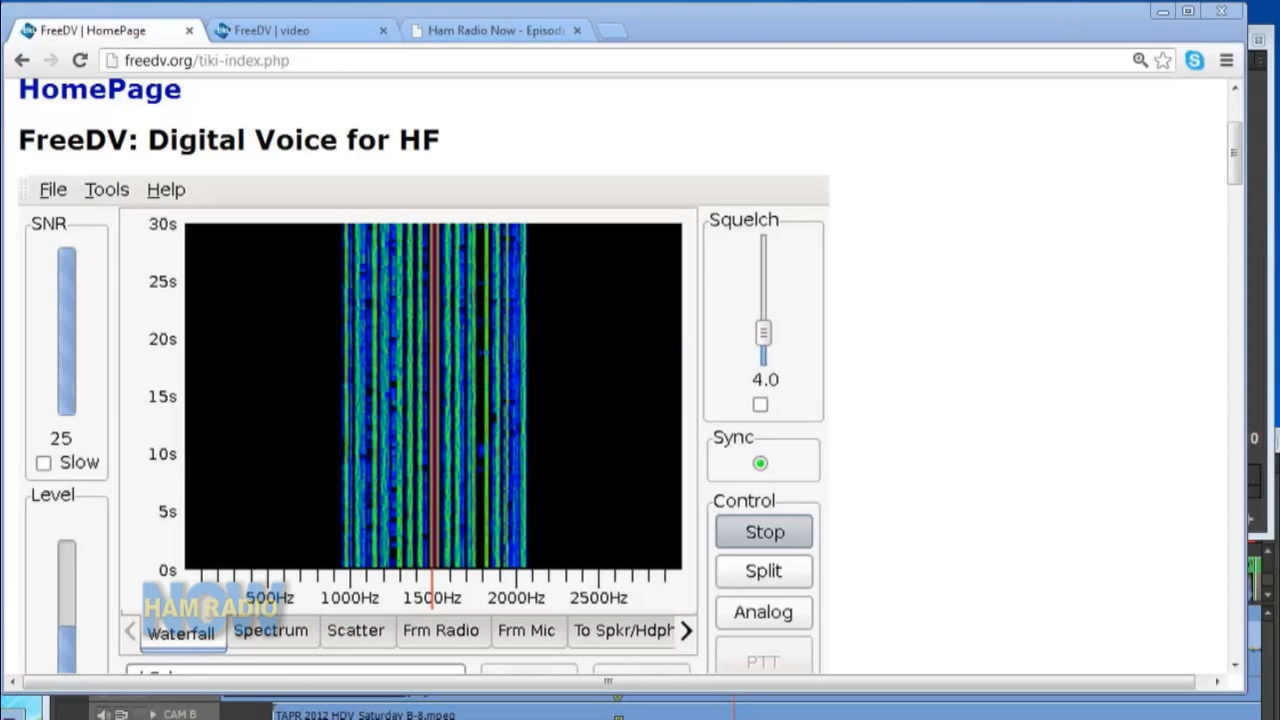 FreeDV | HomePage
FreeDV | video
Ham Radio Now - Episod
freedv.org/tiki-index.php
HomePage
FreeDV: Digital Voice for HF
File Tools Help
SNR
25
Slow
Level
30s
25s
20s
15s
10s
5s
0s
500Hz 1000Hz 1500Hz 2000Hz 2500Hz
NOW
HAM RADIO
Waterfall Spectrum Scatter Frm Radio Frm Mic To Spkr/Hdph
Squelch
4.0
Sync
Control
Stop
Split
Analog
PTT
0
CAM B
TAPR 2012 HDV Saturday B-8.mpeg